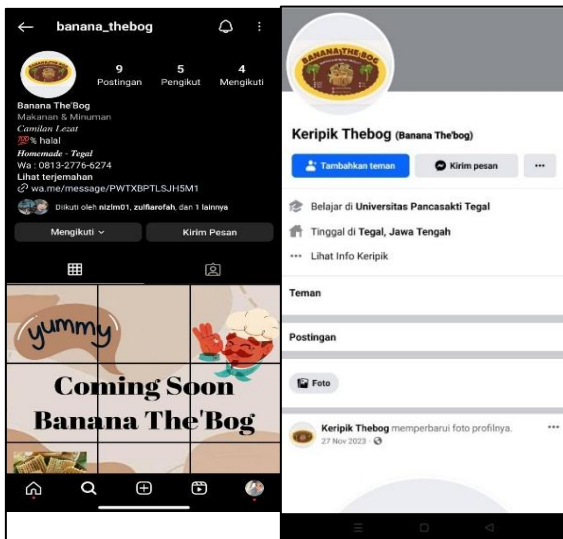 banana_thebog
9 5 4
Postingan Pengikut Mengikuti
Banana The'Bog
Makanan & Minuman
Camilan Lezat
💯% halal
Homemade - Tegal
Wa : 0813-2776-6274
Lihat terjemahan
wa.me/message/PWTXBPTLSJH5M1
Diikuti oleh nizlm01, zulfiarofah, dan 1 lainnya
Mengikuti Kirim Pesan
yummy
Coming Soon
Banana The'Bog
BANANA THE'BOG
Keripik Thebog (Banana The'bog)
Tambahkan teman Kirim pesan
Belajar di Universitas Pancasakti Tegal
Tinggal di Tegal, Jawa Tengah
Lihat Info Keripik
Teman
Postingan
Foto
Keripik Thebog memperbarui foto profilnya.
27 Nov 2023